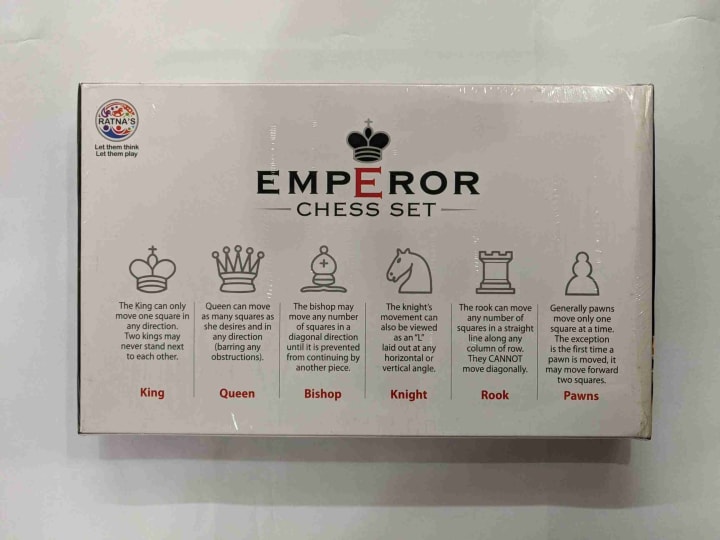 RATNA'S
Let them think
Let them play
EMPEROR
CHESS SET
The King can only
move one square in
any direction.
Two kings may
never stand next
to each other.
King
Queen can move
as many squares as
she desires and in
any direction
(barring any
obstructions).
Queen
The bishop may
move any number
of squares in a
diagonal direction
until it is prevented
from continuing by
another piece.
Bishop
The knight's
movement can
also be viewed
as an "L"
laid out at any
horizontal or
vertical angle.
Knight
The rook can move
any number of
squares in a straight
line along any
column of row.
They CANNOT
move diagonally.
Rook
Generally pawns
move only one
square at a time.
The exception
is the first time a
pawn is moved, it
may move forward
two squares.
Pawns